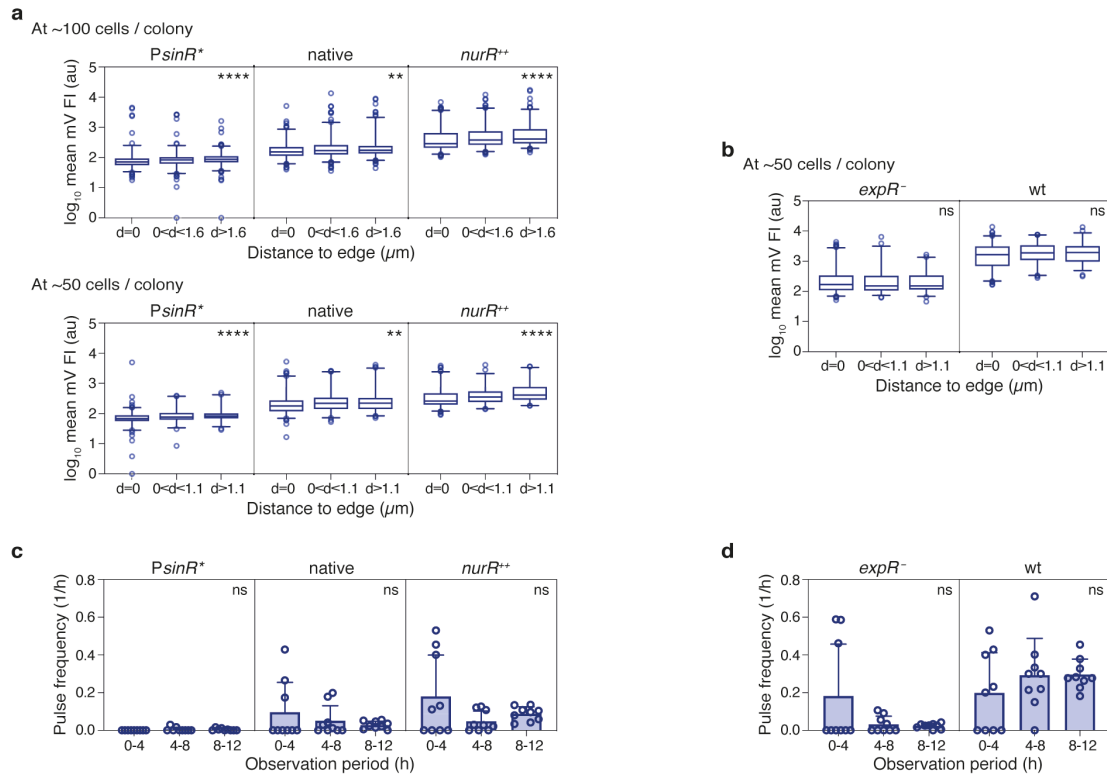 a
At ~100 cells / colony
PsinR* native nurR++
**** ** ****
log10 mean mV FI (au)
5
4
3
2
1
0
d=0 0<d<1.6 d>1.6 d=0 0<d<1.6 d>1.6 d=0 0<d<1.6 d>1.6
Distance to edge (µm)
At ~50 cells / colony
PsinR* native nurR++
**** ** ****
log10 mean mV FI (au)
5
4
3
2
1
0
d=0 0<d<1.1 d>1.1 d=0 0<d<1.1 d>1.1 d=0 0<d<1.1 d>1.1
Distance to edge (µm)
b
At ~50 cells / colony
expR− wt
ns ns
log10 mean mV FI (au)
5
4
3
2
1
0
d=0 0<d<1.1 d>1.1 d=0 0<d<1.1 d>1.1
Distance to edge (µm)
c
PsinR* native nurR++
ns ns ns
Pulse frequency (1/h)
0.8
0.6
0.4
0.2
0.0
0-4 4-8 8-12 0-4 4-8 8-12 0-4 4-8 8-12
Observation period (h)
d
expR− wt
ns ns
Pulse frequency (1/h)
0.8
0.6
0.4
0.2
0.0
0-4 4-8 8-12 0-4 4-8 8-12
Observation period (h)